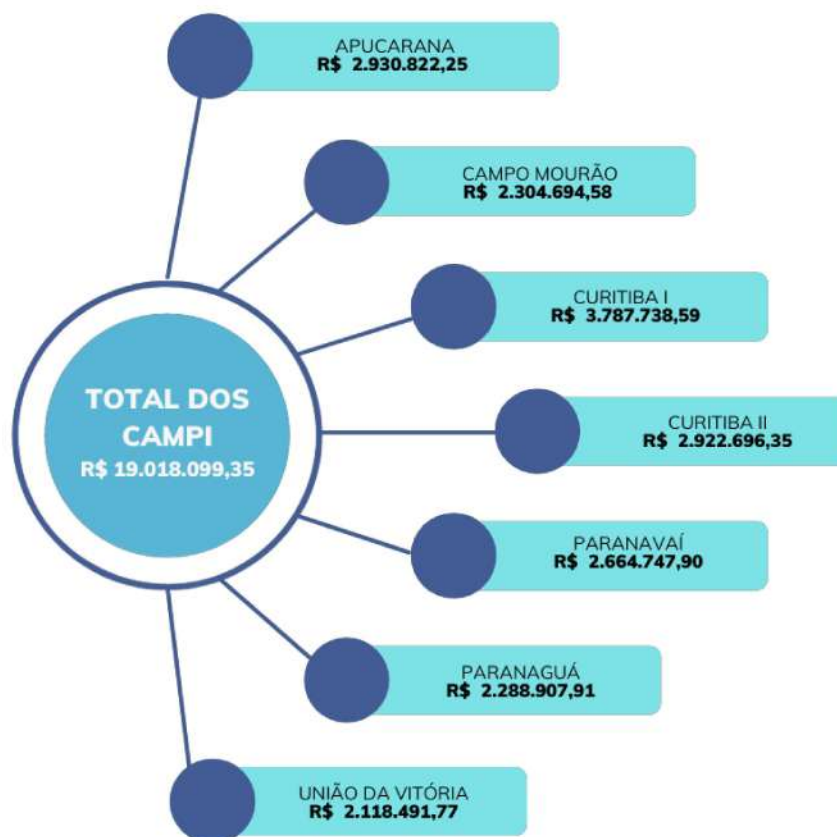 APUCARANA
R$ 2.930.822,25
CAMPO MOURÃO
R$ 2.304.694,58
CURITIBA I
R$ 3.787.738,59
TOTAL DOS
CAMPI
R$ 19.018.099,35
CURITIBA II
R$ 2.922.696,35
PARANAVAÍ
R$ 2.664.747,90
PARANAGUÁ
R$ 2.288.907,91
UNIÃO DA VITÓRIA
R$ 2.118.491,77